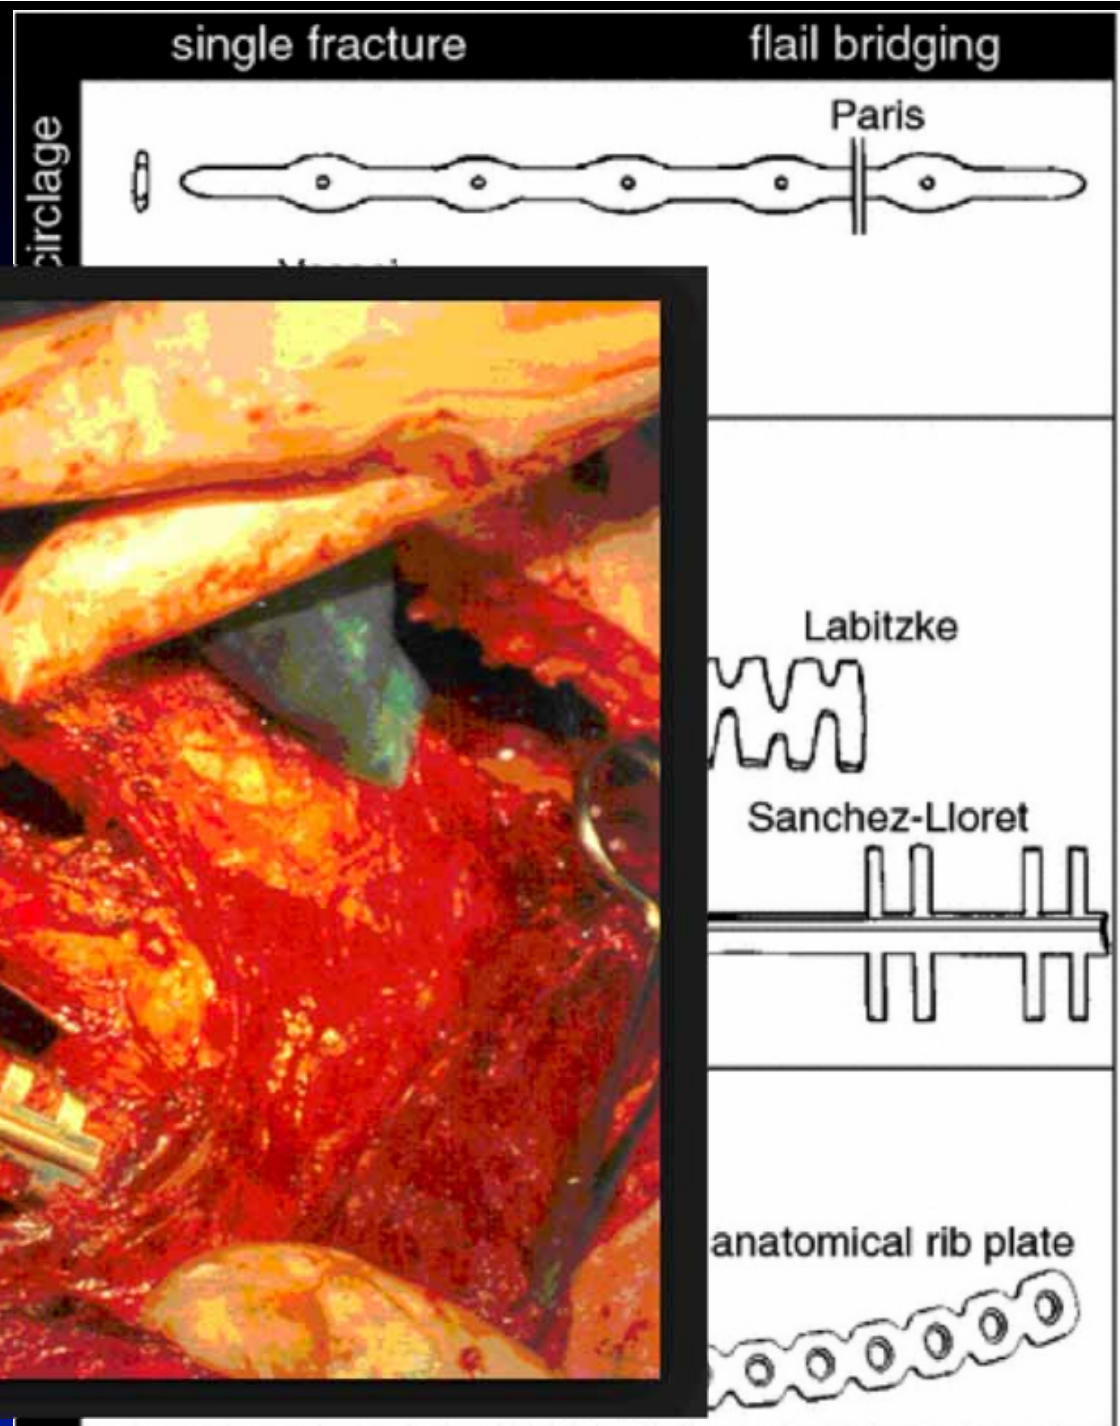 single fracture
flail bridging
circlage
Paris
Labitzke
Sanchez-Lloret
anatomical rib plate